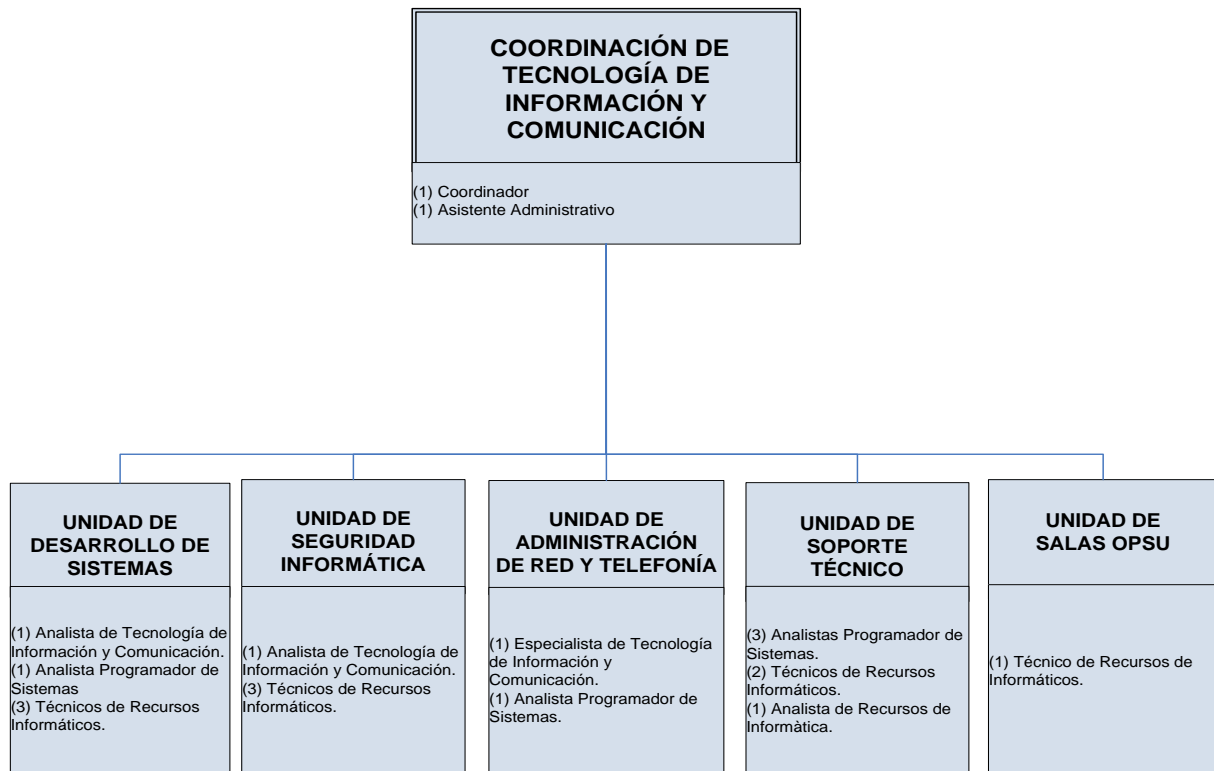 COORDINACIÓN DE
TECNOLOGÍA DE
INFORMACIÓN Y
COMUNICACIÓN
(1) Coordinador
(1) Asistente Administrativo
UNIDAD DE
DESARROLLO DE
SISTEMAS
(1) Analista de Tecnología de
Información y Comunicación.
(1) Analista Programador de
Sistemas
(3) Técnicos de Recursos
Informáticos.
UNIDAD DE
SEGURIDAD
INFORMÁTICA
(1) Analista de Tecnología de
Información y Comunicación.
(3) Técnicos de Recursos
Informáticos.
UNIDAD DE
ADMINISTRACIÓN
DE RED Y TELEFONÍA
(1) Especialista de Tecnología
de Información y
Comunicación.
(1) Analista Programador de
Sistemas.
UNIDAD DE
SOPORTE
TÉCNICO
(3) Analistas Programador de
Sistemas.
(2) Técnicos de Recursos
Informáticos.
(1) Analista de Recursos de
Informàtica.
UNIDAD DE
SALAS OPSU
(1) Técnico de Recursos de
Informáticos.